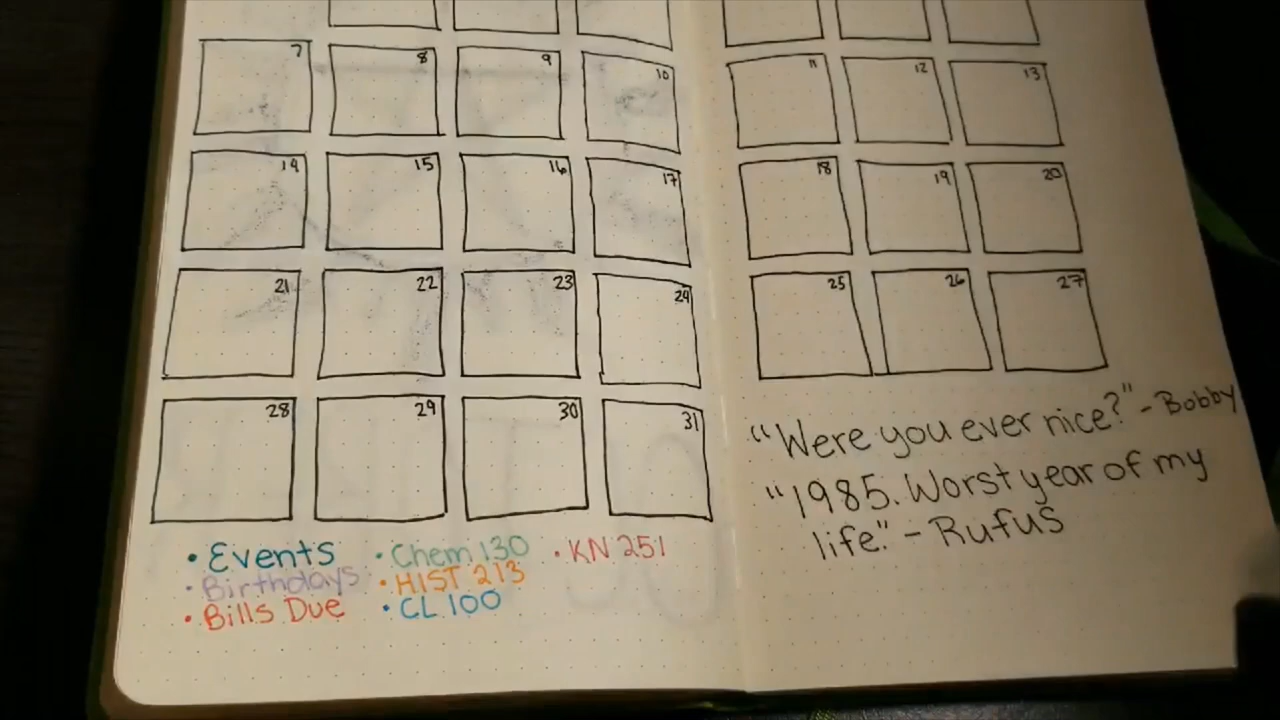 7 8 9 10 11 12 13
14 15 16 17 18 19 20
21 22 23 24 25 26 27
28 29 30 31
"Were you ever nice?" - Bobby
"1985. Worst year of my
life." - Rufus
• Events • Chem 130 • KN 251
• Birthdays • HIST 213
• Bills Due • CL 100